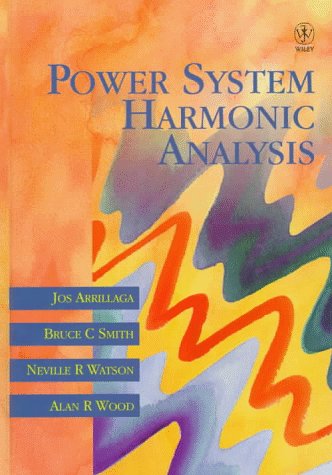 WILEY
POWER SYSTEM
HARMONIC
ANALYSIS
JOS ARRILLAGA
BRUCE C SMITH
NEVILLE R WATSON
ALAN R WOOD